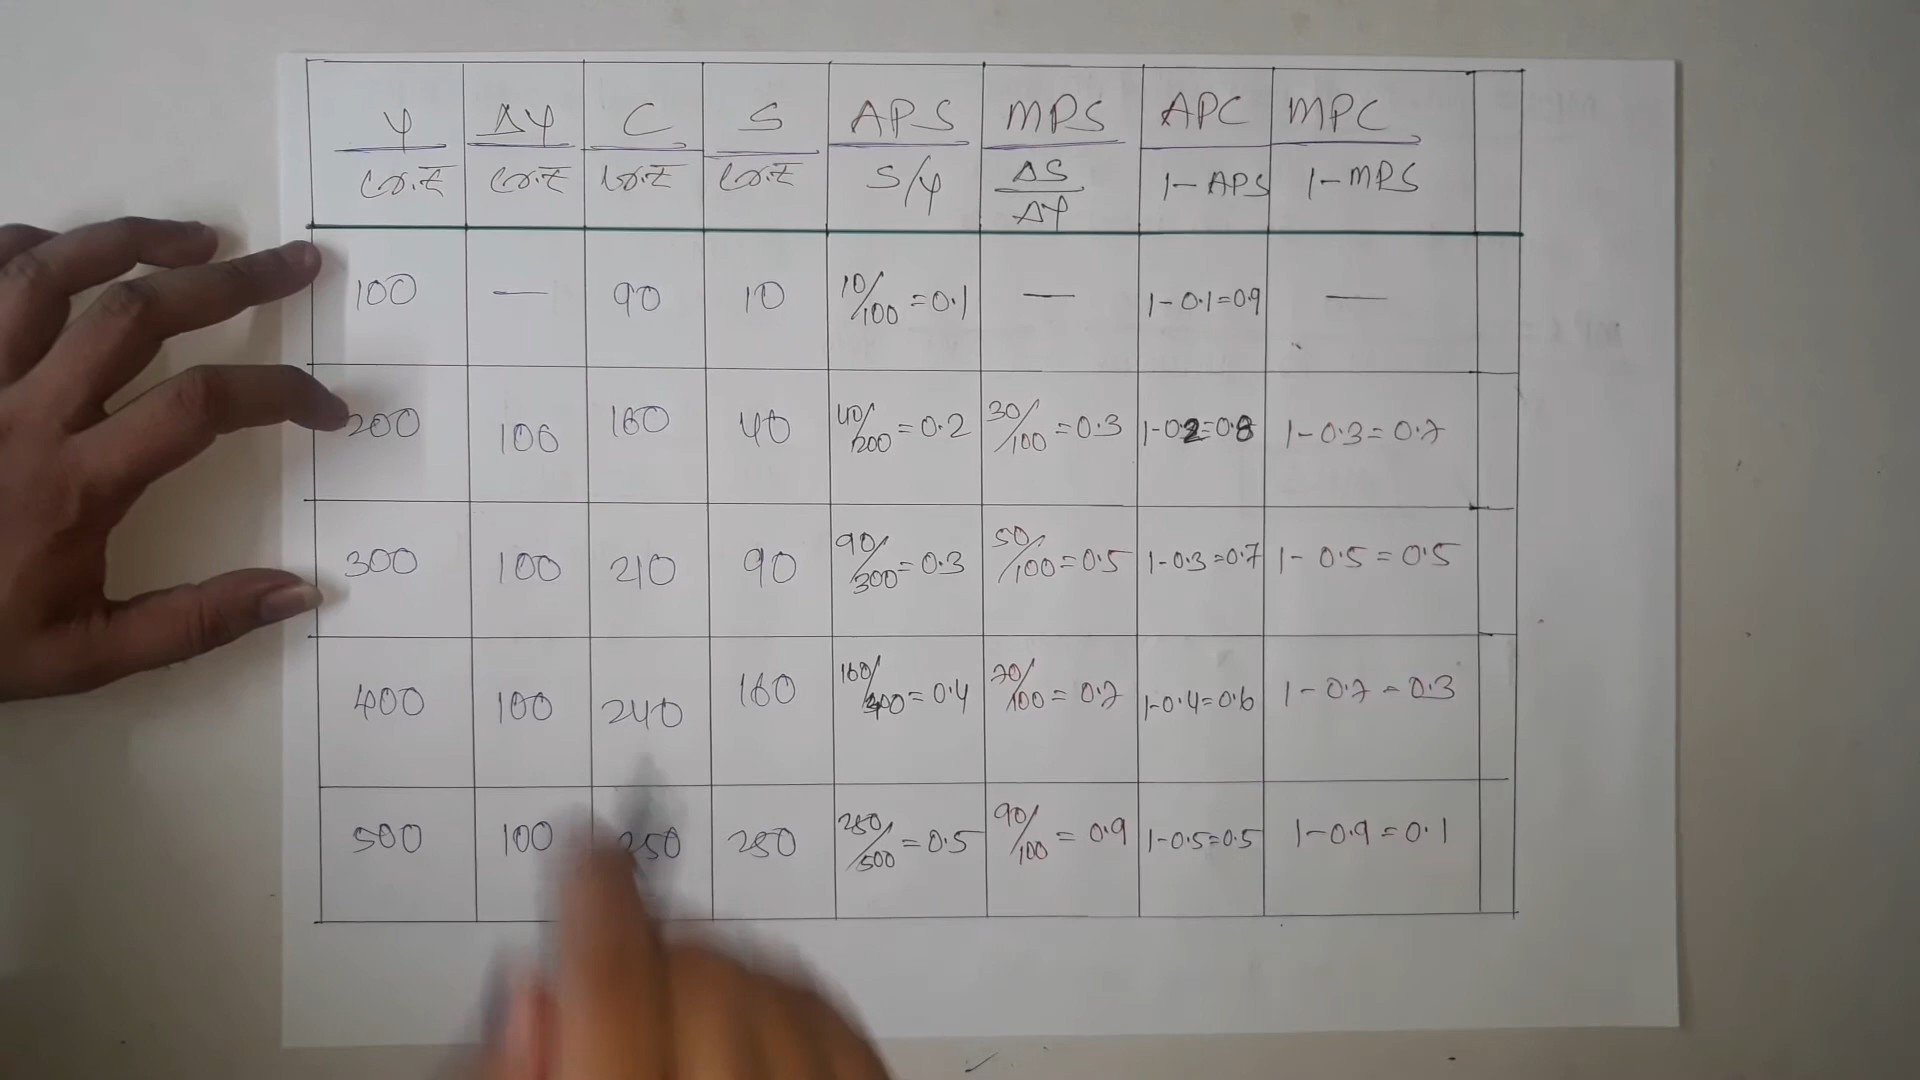 Y ΔY C S APS MPS APC MPC
Cr.₹ Cr.₹ Cr.₹ Cr.₹ S/Y ΔS/ΔY 1-APS 1-MPS
100 — 90 10 10/100=0.1 — 1-0.1=0.9 —
200 100 160 40 40/200=0.2 30/100=0.3 1-0.2=0.8 1-0.3=0.7
300 100 210 90 90/300=0.3 50/100=0.5 1-0.3=0.7 1-0.5=0.5
400 100 240 160 160/400=0.4 70/100=0.7 1-0.4=0.6 1-0.7=0.3
500 100 250 250 250/500=0.5 90/100=0.9 1-0.5=0.5 1-0.9=0.1